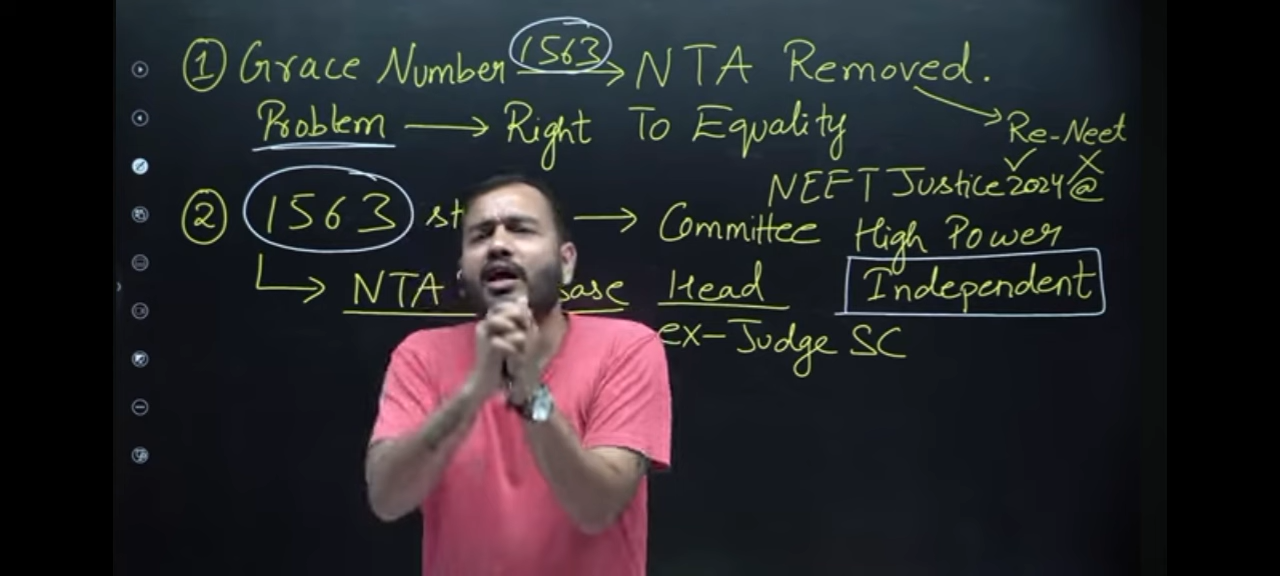 ① Grace Number 1563 → NTA Removed.
Problem → Right To Equality
Re-Neet
NEET Justice 2024 @
② 1563 st → Committee High Power
↳ NTA ase Head Independent
ex-Judge SC